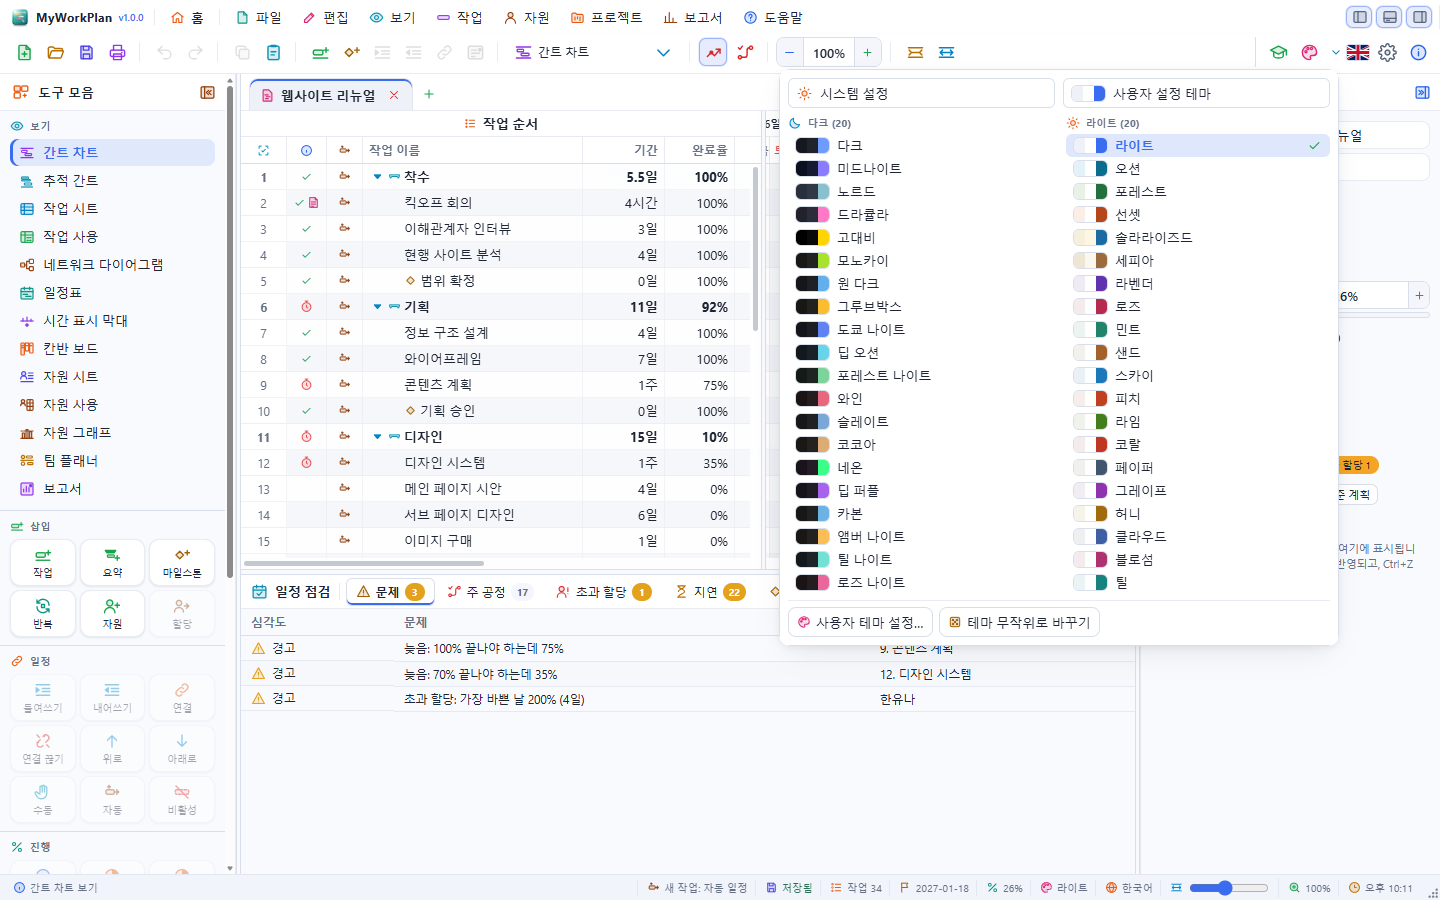 MyWorkPlan v1.0.0
홈
파일
편집
보기
작업
자원
프로젝트
보고서
도움말
간트 차트
100%
도구 모음
보기
간트 차트
추적 간트
작업 시트
작업 사용
네트워크 다이어그램
일정표
시간 표시 막대
칸반 보드
자원 시트
자원 사용
자원 그래프
팀 플래너
보고서
삽입
작업
요약
마일스톤
반복
자원
할당
일정
들여쓰기
내어쓰기
연결
연결 끊기
위로
아래로
수동
자동
비활성
진행
웹사이트 리뉴얼
작업 순서
작업 이름 기간 완료율
1 착수 5.5일 100%
2 킥오프 회의 4시간 100%
3 이해관계자 인터뷰 3일 100%
4 현행 사이트 분석 4일 100%
5 범위 확정 0일 100%
6 기획 11일 92%
7 정보 구조 설계 4일 100%
8 와이어프레임 7일 100%
9 콘텐츠 계획 1주 75%
10 기획 승인 0일 100%
11 디자인 15일 10%
12 디자인 시스템 1주 35%
13 메인 페이지 시안 4일 0%
14 서브 페이지 디자인 6일 0%
15 이미지 구매 1일 0%
일정 점검
문제 3
주 공정 17
초과 할당 1
지연 22
심각도 문제
경고 늦음: 100% 끝나야 하는데 75% 9. 콘텐츠 계획
경고 늦음: 70% 끝나야 하는데 35% 12. 디자인 시스템
경고 초과 할당: 가장 바쁜 날 200% (4일) 한유나
시스템 설정
사용자 설정 테마
다크 (20)
다크
미드나이트
노르드
드라큘라
고대비
모노카이
원 다크
그루브박스
도쿄 나이트
딥 오션
포레스트 나이트
와인
슬레이트
코코아
네온
딥 퍼플
카본
앰버 나이트
틸 나이트
로즈 나이트
라이트 (20)
라이트
오션
포레스트
선셋
솔라라이즈드
세피아
라벤더
로즈
민트
샌드
스카이
피치
라임
코랄
페이퍼
그레이프
허니
클라우드
블로섬
틸
사용자 테마 설정...
테마 무작위로 바꾸기
뉴얼
6%
할당 1
준 계획
여기에 표시됩니
반영되고, Ctrl+Z
간트 차트 보기
새 작업: 자동 일정
저장됨
작업 34
2027-01-18
26%
라이트
한국어
100%
오후 10:11